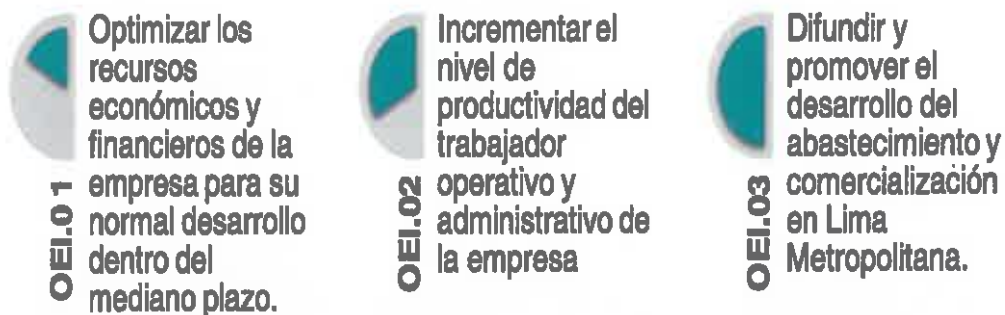 OEI.01
Optimizar los
recursos
económicos y
financieros de la
empresa para su
normal desarrollo
dentro del
mediano plazo.
OEI.02
Incrementar el
nivel de
productividad del
trabajador
operativo y
administrativo de
la empresa
OEI.03
Difundir y
promover el
desarrollo del
abastecimiento y
comercialización
en Lima
Metropolitana.